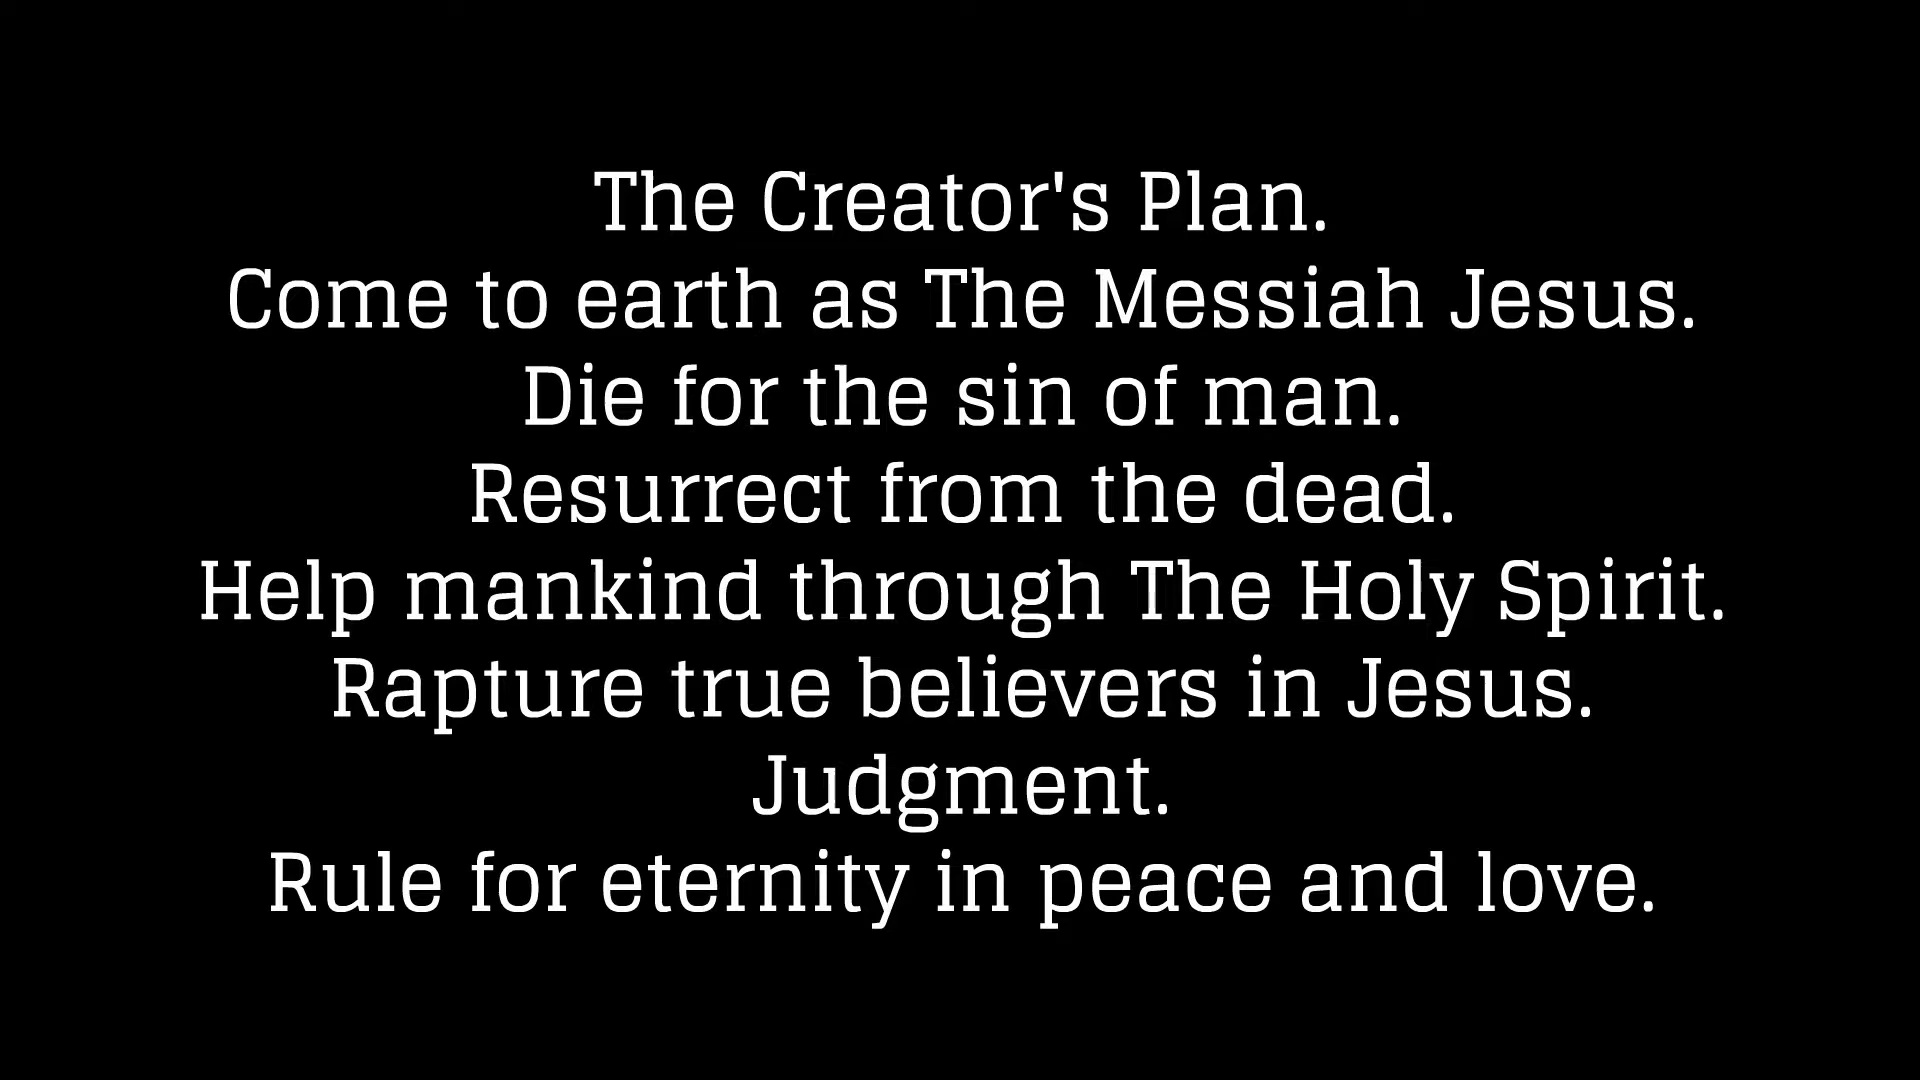 The Creator's Plan.
Come to earth as The Messiah Jesus.
Die for the sin of man.
Resurrect from the dead.
Help mankind through The Holy Spirit.
Rapture true believers in Jesus.
Judgment.
Rule for eternity in peace and love.